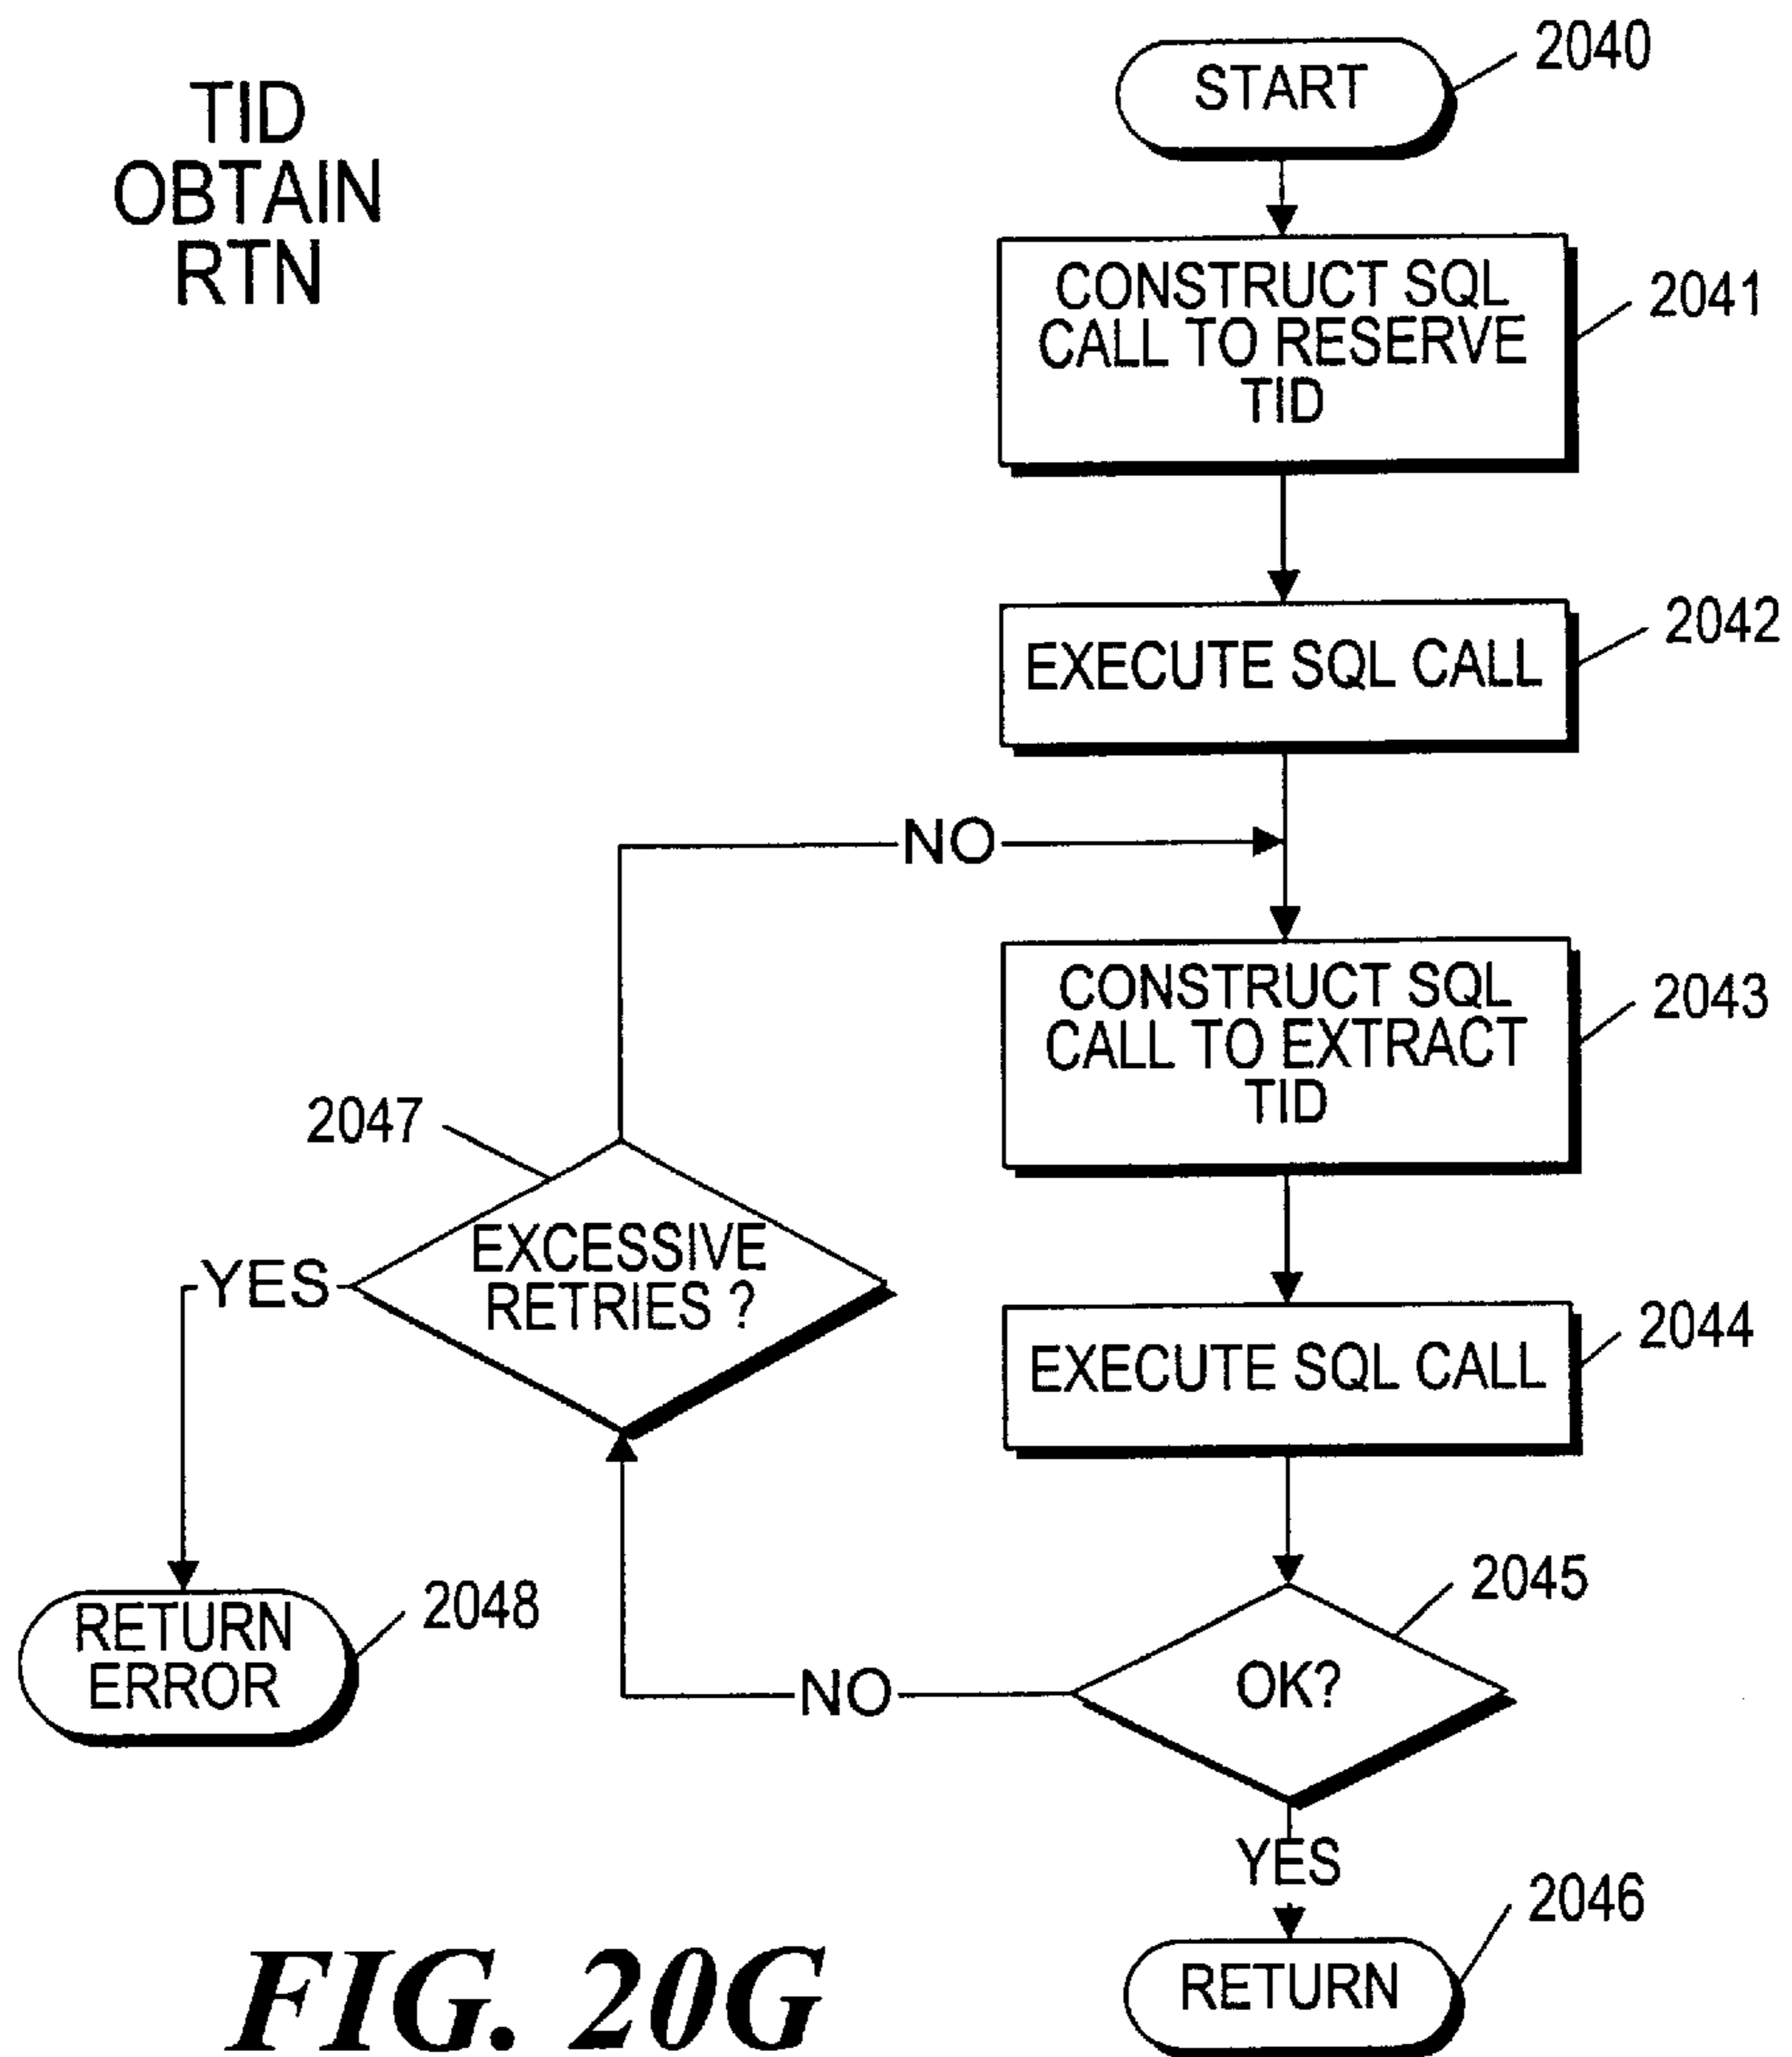 TID
OBTAIN
RTN
START
2040
CONSTRUCT SQL
CALL TO RESERVE
TID
2041
EXECUTE SQL CALL
2042
NO
CONSTRUCT SQL
CALL TO EXTRACT
TID
2043
2047
EXCESSIVE
RETRIES ?
YES
EXECUTE SQL CALL
2044
2045
OK?
NO
RETURN
ERROR
2048
YES
2046
RETURN
FIG. 20G